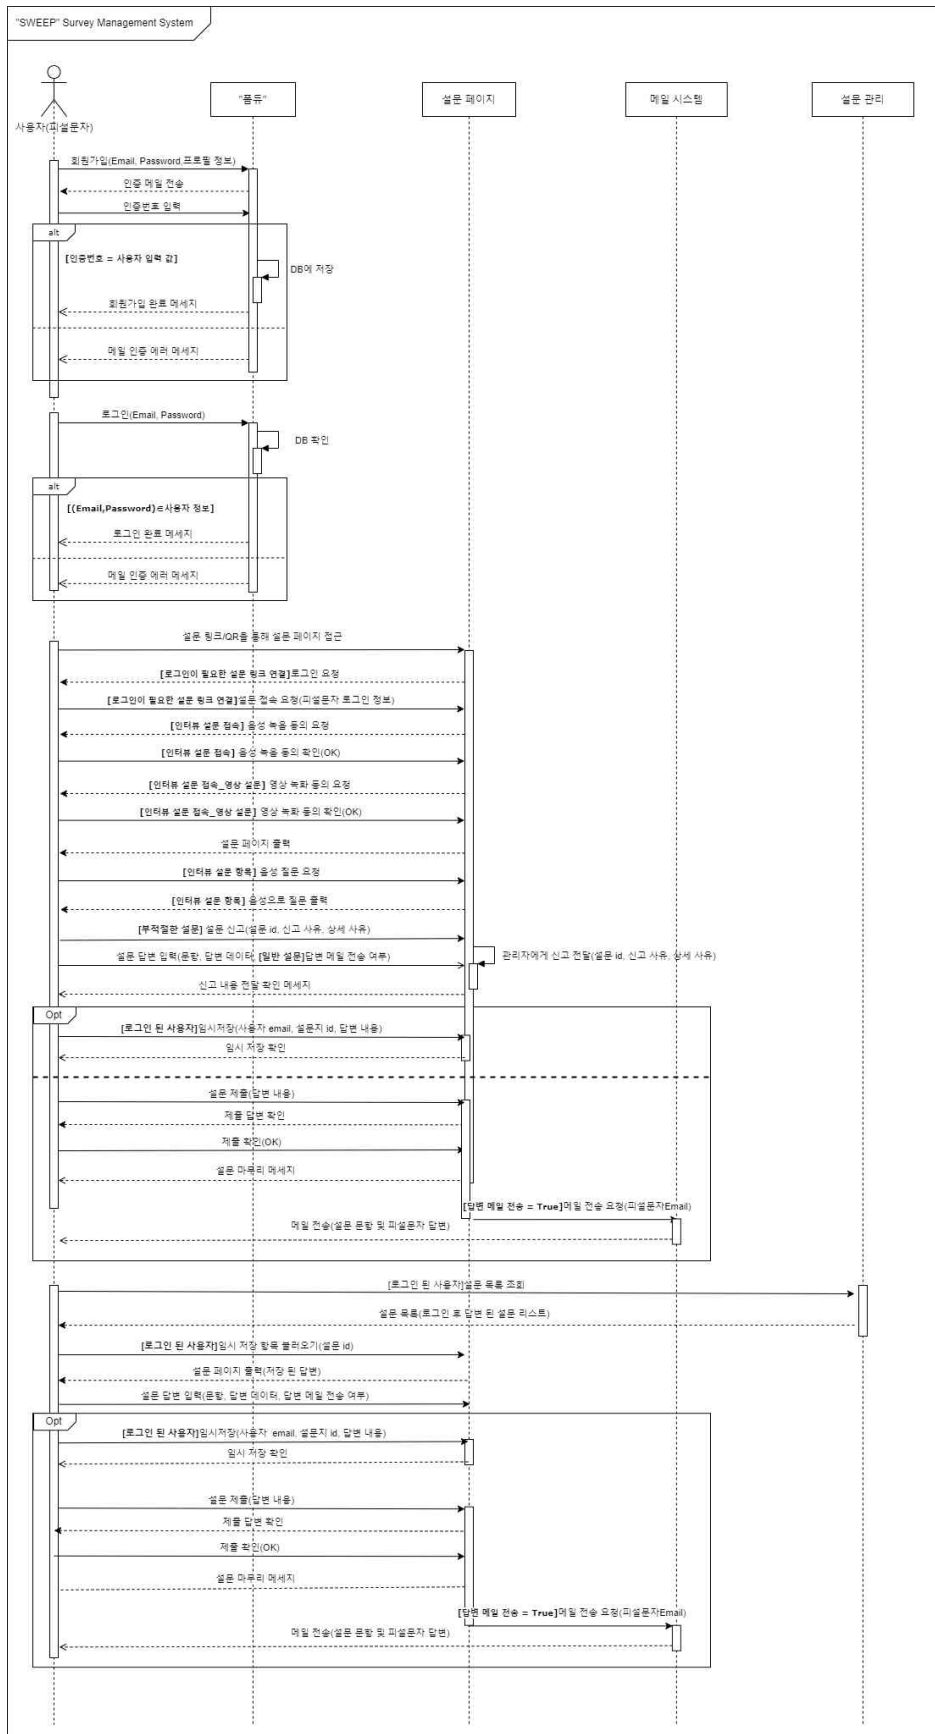 "SWEEP" Survey Management System
사용자(피설문자)
"폼듀"
설문 페이지
메일 시스템
설문 관리
회원가입(Email, Password,프로필 정보)
인증 메일 전송
인증번호 입력
alt
[인증번호 = 사용자 입력 값]
DB에 저장
회원가입 완료 메세지
메일 인증 에러 메세지
로그인(Email, Password)
DB 확인
alt
[(Email,Password)∈사용자 정보]
로그인 완료 메세지
메일 인증 에러 메세지
설문 링크/QR을 통해 설문 페이지 접근
[로그인이 필요한 설문 링크 연결]로그인 요청
[로그인이 필요한 설문 링크 연결]설문 접속 요청(피설문자 로그인 정보)
[인터뷰 설문 접속] 음성 녹음 동의 요청
[인터뷰 설문 접속] 음성 녹음 동의 확인(OK)
[인터뷰 설문 접속_영상 설문] 영상 녹화 동의 요청
[인터뷰 설문 접속_영상 설문] 영상 녹화 동의 확인(OK)
설문 페이지 출력
[인터뷰 설문 항목] 음성 질문 요청
[인터뷰 설문 항목] 음성으로 질문 출력
[부적절한 설문] 설문 신고(설문 id, 신고 사유, 상세 사유)
관리자에게 신고 전달(설문 id, 신고 사유, 상세 사유)
설문 답변 입력(문항, 답변 데이터, [일반 설문]답변 메일 전송 여부)
신고 내용 전달 확인 메세지
Opt
[로그인 된 사용자]임시저장(사용자 email, 설문지 id, 답변 내용)
임시 저장 확인
설문 제출(답변 내용)
제출 답변 확인
제출 확인(OK)
설문 마무리 메세지
[답변 메일 전송 = True]메일 전송 요청(피설문자Email)
메일 전송(설문 문항 및 피설문자 답변)
[로그인 된 사용자]설문 목록 조회
설문 목록(로그인 후 답변 된 설문 리스트)
[로그인 된 사용자]임시 저장 항목 불러오기(설문 id)
설문 페이지 출력(저장 된 답변)
설문 답변 입력(문항, 답변 데이터, 답변 메일 전송 여부)
Opt
[로그인 된 사용자]임시저장(사용자 email, 설문지 id, 답변 내용)
임시 저장 확인
설문 제출(답변 내용)
제출 답변 확인
제출 확인(OK)
설문 마무리 메세지
[답변 메일 전송 = True]메일 전송 요청(피설문자Email)
메일 전송(설문 문항 및 피설문자 답변)